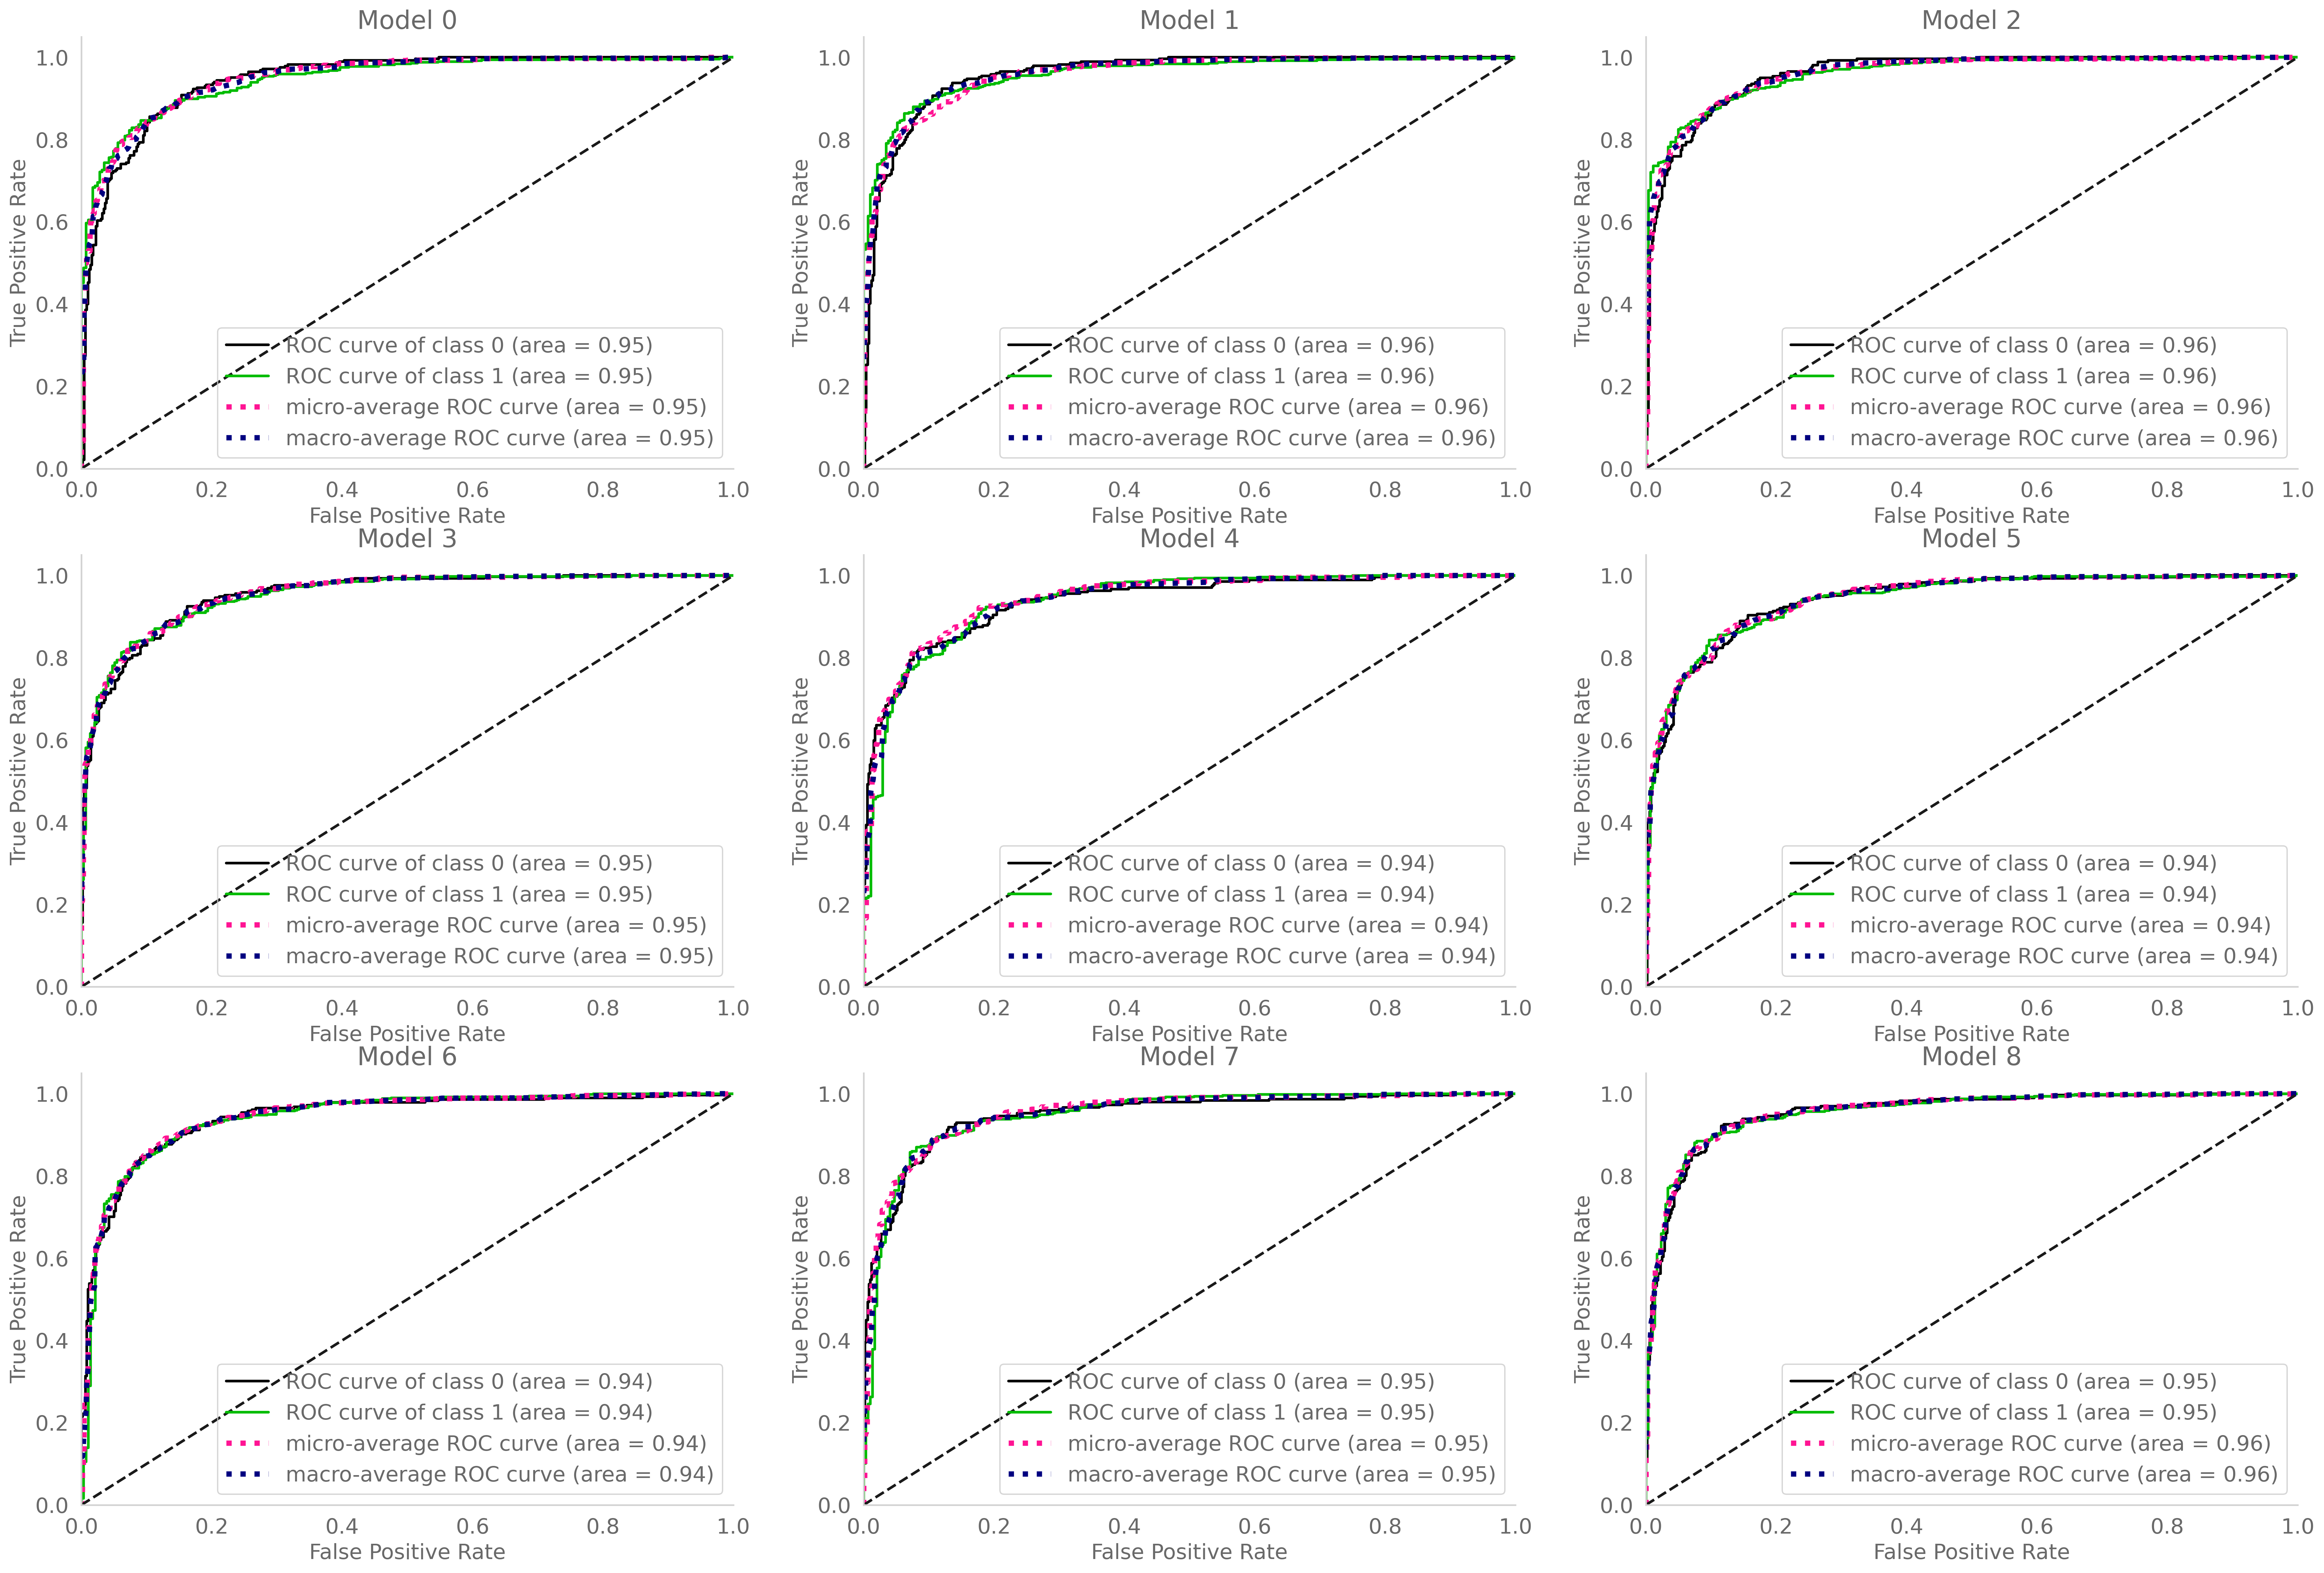 Model 0
True Positive Rate
1.0
0.8
0.6
0.4
0.2
0.0
ROC curve of class 0 (area = 0.95)
ROC curve of class 1 (area = 0.95)
micro-average ROC curve (area = 0.95)
macro-average ROC curve (area = 0.95)
0.0 0.2 0.4 0.6 0.8 1.0
False Positive Rate
Model 1
True Positive Rate
1.0
0.8
0.6
0.4
0.2
0.0
ROC curve of class 0 (area = 0.96)
ROC curve of class 1 (area = 0.96)
micro-average ROC curve (area = 0.96)
macro-average ROC curve (area = 0.96)
0.0 0.2 0.4 0.6 0.8 1.0
False Positive Rate
Model 2
True Positive Rate
1.0
0.8
0.6
0.4
0.2
0.0
ROC curve of class 0 (area = 0.96)
ROC curve of class 1 (area = 0.96)
micro-average ROC curve (area = 0.96)
macro-average ROC curve (area = 0.96)
0.0 0.2 0.4 0.6 0.8 1.0
False Positive Rate
Model 3
True Positive Rate
1.0
0.8
0.6
0.4
0.2
0.0
ROC curve of class 0 (area = 0.95)
ROC curve of class 1 (area = 0.95)
micro-average ROC curve (area = 0.95)
macro-average ROC curve (area = 0.95)
0.0 0.2 0.4 0.6 0.8 1.0
False Positive Rate
Model 4
True Positive Rate
1.0
0.8
0.6
0.4
0.2
0.0
ROC curve of class 0 (area = 0.94)
ROC curve of class 1 (area = 0.94)
micro-average ROC curve (area = 0.94)
macro-average ROC curve (area = 0.94)
0.0 0.2 0.4 0.6 0.8 1.0
False Positive Rate
Model 5
True Positive Rate
1.0
0.8
0.6
0.4
0.2
0.0
ROC curve of class 0 (area = 0.94)
ROC curve of class 1 (area = 0.94)
micro-average ROC curve (area = 0.94)
macro-average ROC curve (area = 0.94)
0.0 0.2 0.4 0.6 0.8 1.0
False Positive Rate
Model 6
True Positive Rate
1.0
0.8
0.6
0.4
0.2
0.0
ROC curve of class 0 (area = 0.94)
ROC curve of class 1 (area = 0.94)
micro-average ROC curve (area = 0.94)
macro-average ROC curve (area = 0.94)
0.0 0.2 0.4 0.6 0.8 1.0
False Positive Rate
Model 7
True Positive Rate
1.0
0.8
0.6
0.4
0.2
0.0
ROC curve of class 0 (area = 0.95)
ROC curve of class 1 (area = 0.95)
micro-average ROC curve (area = 0.95)
macro-average ROC curve (area = 0.95)
0.0 0.2 0.4 0.6 0.8 1.0
False Positive Rate
Model 8
True Positive Rate
1.0
0.8
0.6
0.4
0.2
0.0
ROC curve of class 0 (area = 0.95)
ROC curve of class 1 (area = 0.95)
micro-average ROC curve (area = 0.96)
macro-average ROC curve (area = 0.96)
0.0 0.2 0.4 0.6 0.8 1.0
False Positive Rate